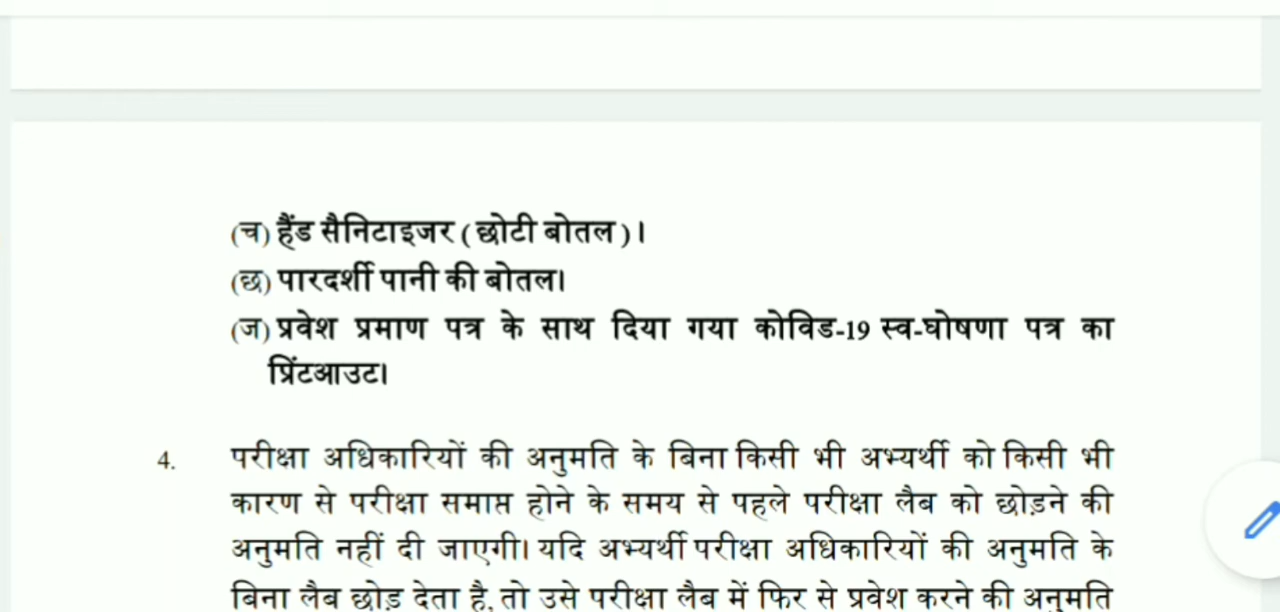 (च) हैंड सैनिटाइजर ( छोटी बोतल ) ।
(छ) पारदर्शी पानी की बोतल।
(ज) प्रवेश प्रमाण पत्र के साथ दिया गया कोविड-19 स्व-घोषणा पत्र का
प्रिंटआउट।
4. परीक्षा अधिकारियों की अनुमति के बिना किसी भी अभ्यर्थी को किसी भी
कारण से परीक्षा समाप्त होने के समय से पहले परीक्षा लैब को छोड़ने की
अनुमति नहीं दी जाएगी। यदि अभ्यर्थी परीक्षा अधिकारियों की अनुमति के
बिना लैब छोड़ देता है, तो उसे परीक्षा लैब में फिर से प्रवेश करने की अनुमति